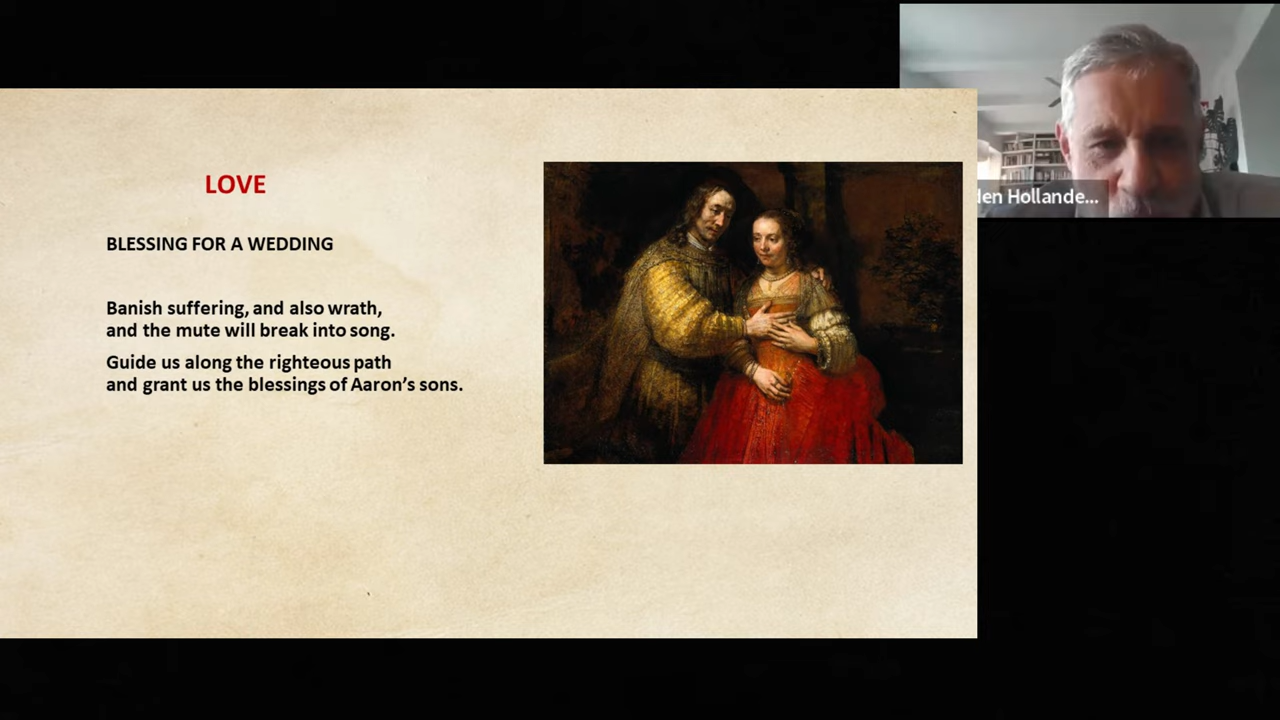 LOVE
BLESSING FOR A WEDDING
Banish suffering, and also wrath,
and the mute will break into song.
Guide us along the righteous path
and grant us the blessings of Aaron's sons.
den Hollande...